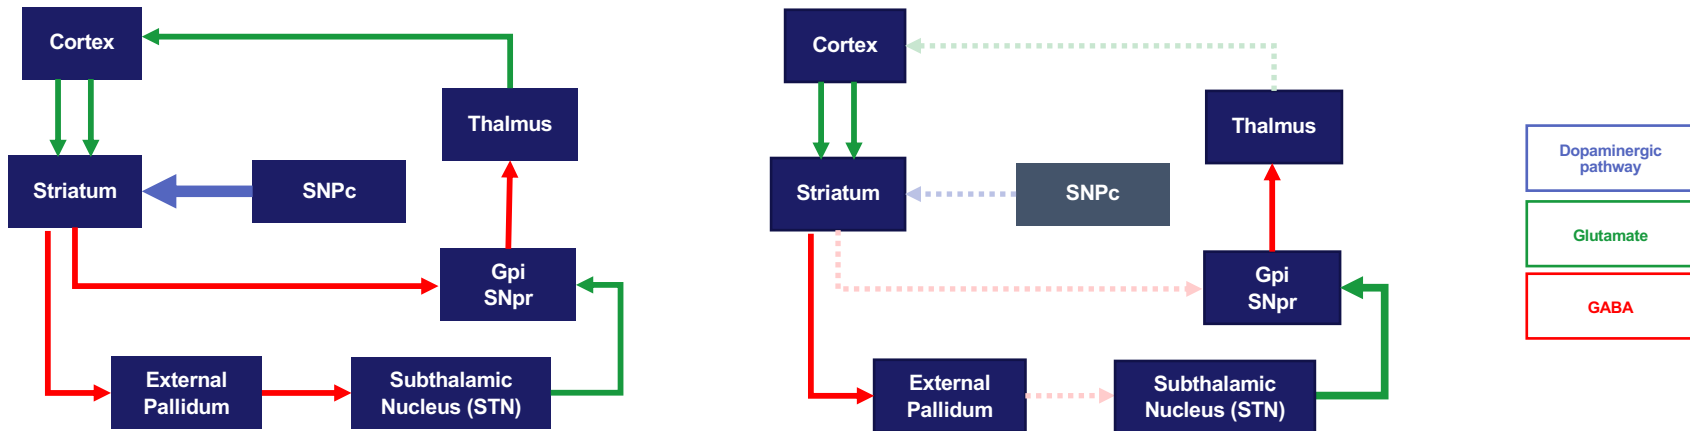 Cortex
Thalmus
Striatum
SNPc
Gpi
SNpr
External
Pallidum
Subthalamic
Nucleus (STN)
Cortex
Thalmus
Striatum
SNPc
Gpi
SNpr
External
Pallidum
Subthalamic
Nucleus (STN)
Dopaminergic
pathway
Glutamate
GABA